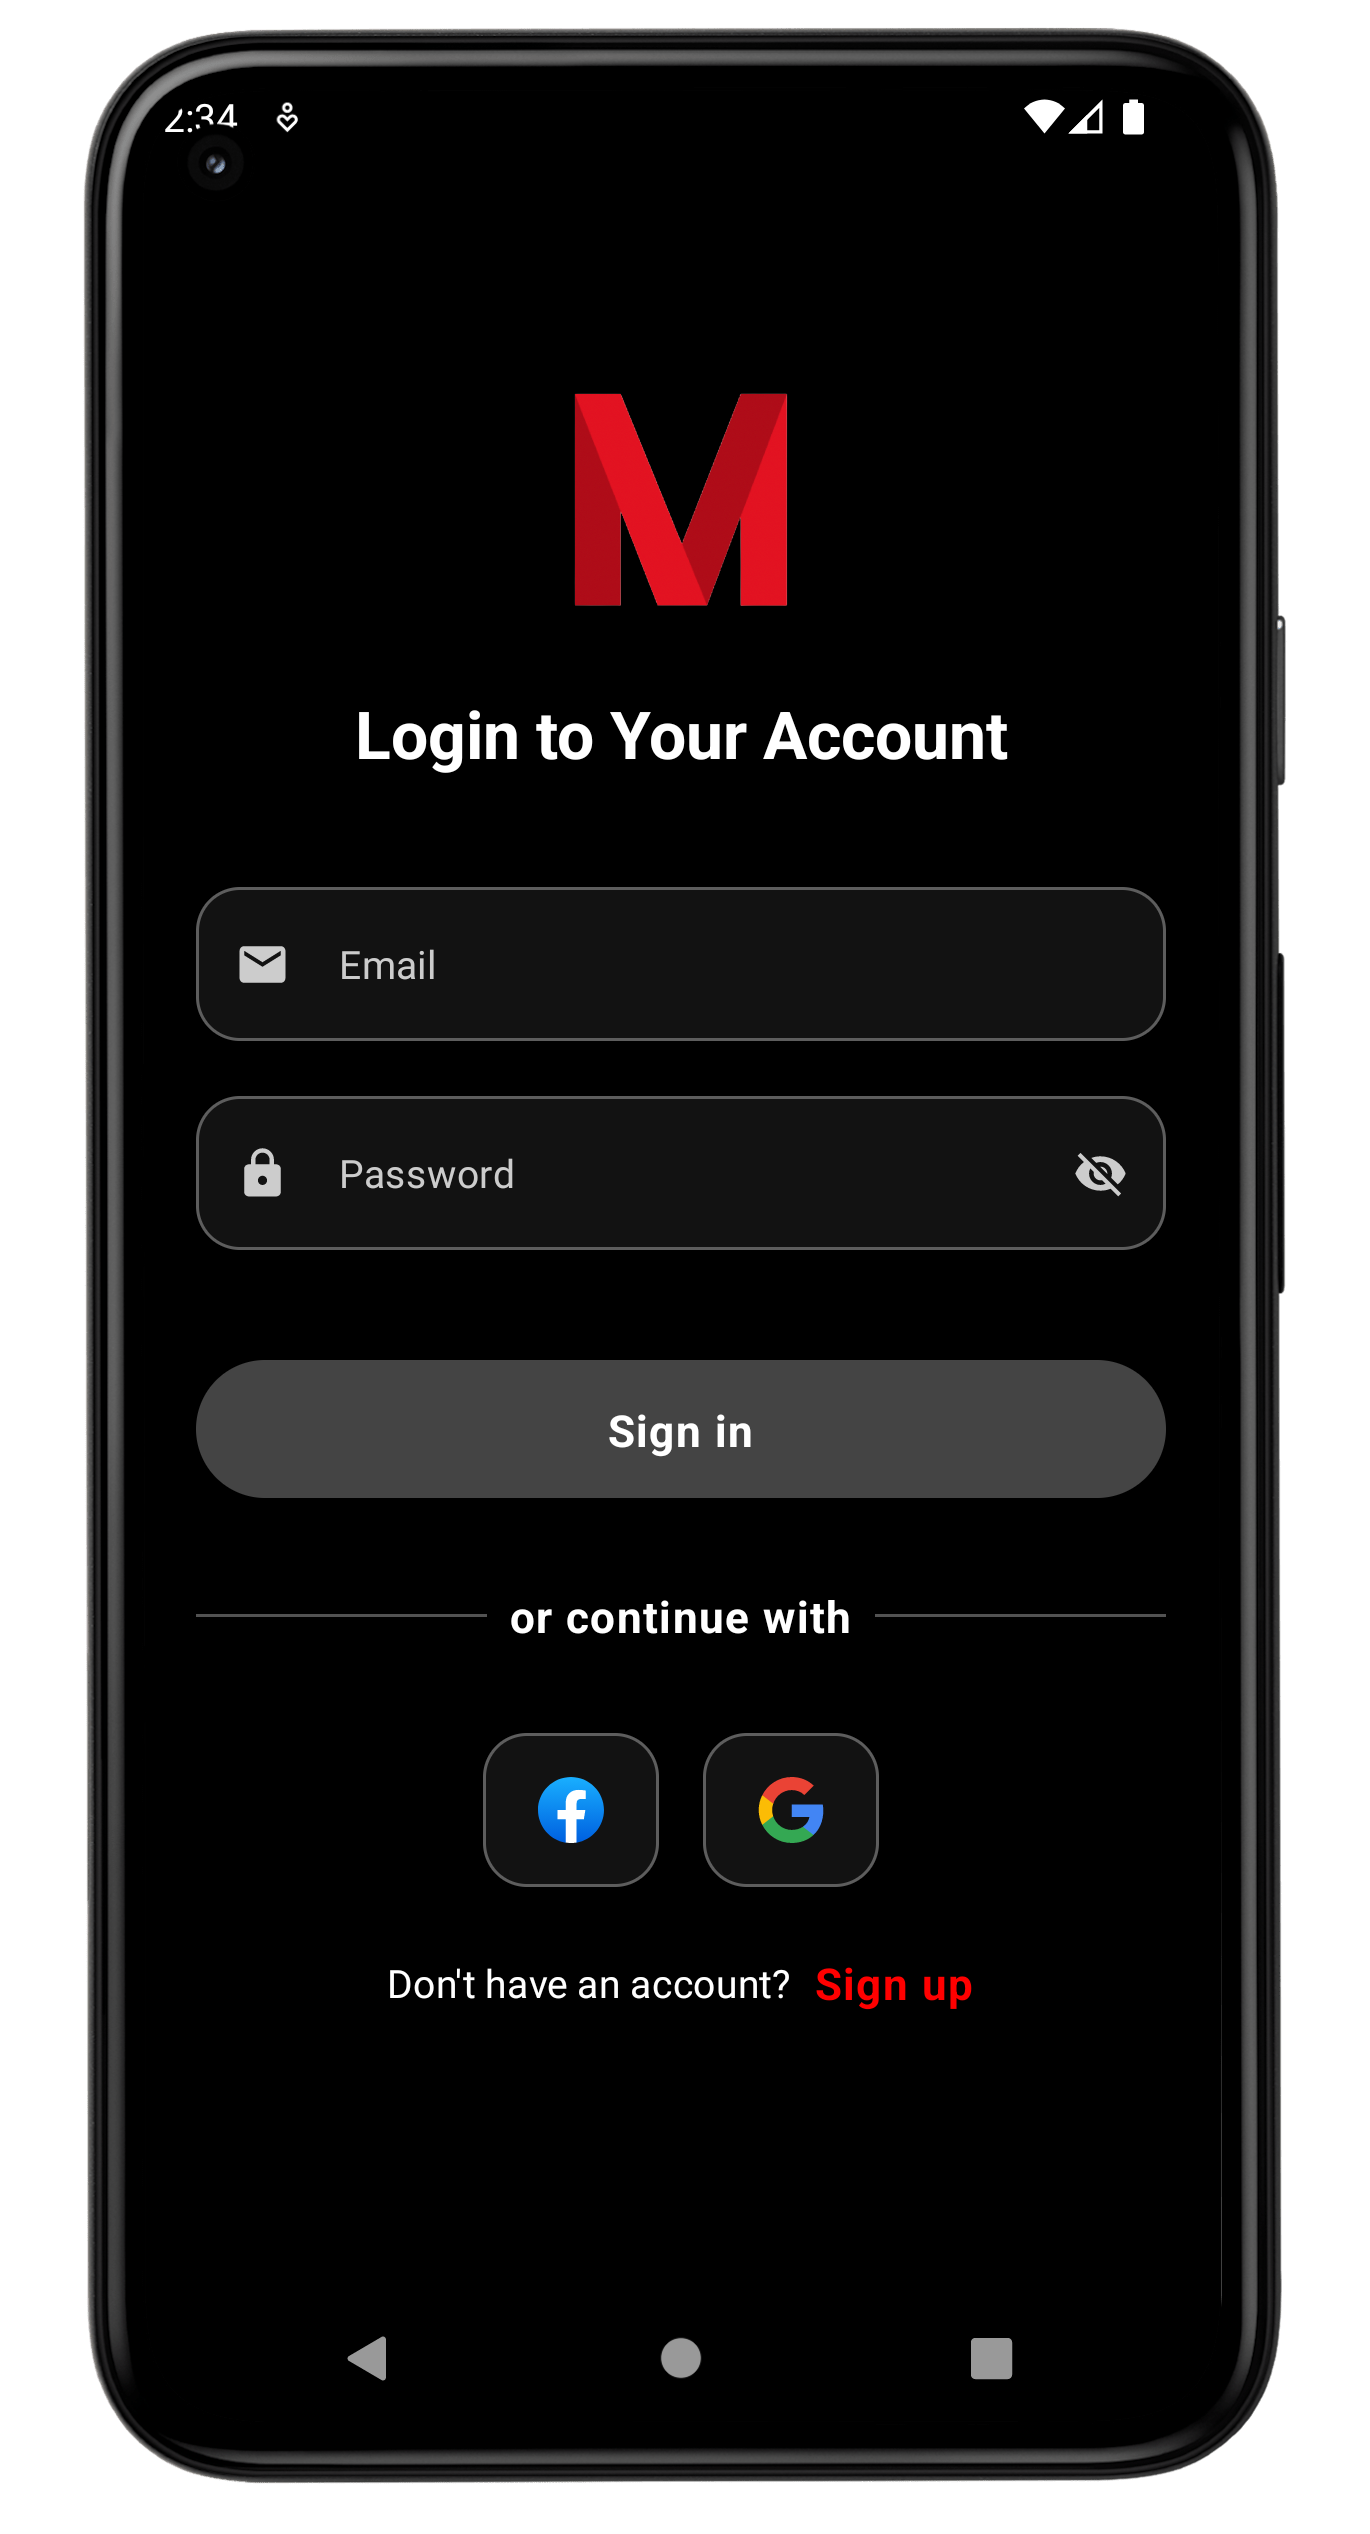 2:34
M
Login to Your Account
Email
Password
Sign in
or continue with
Don't have an account? Sign up